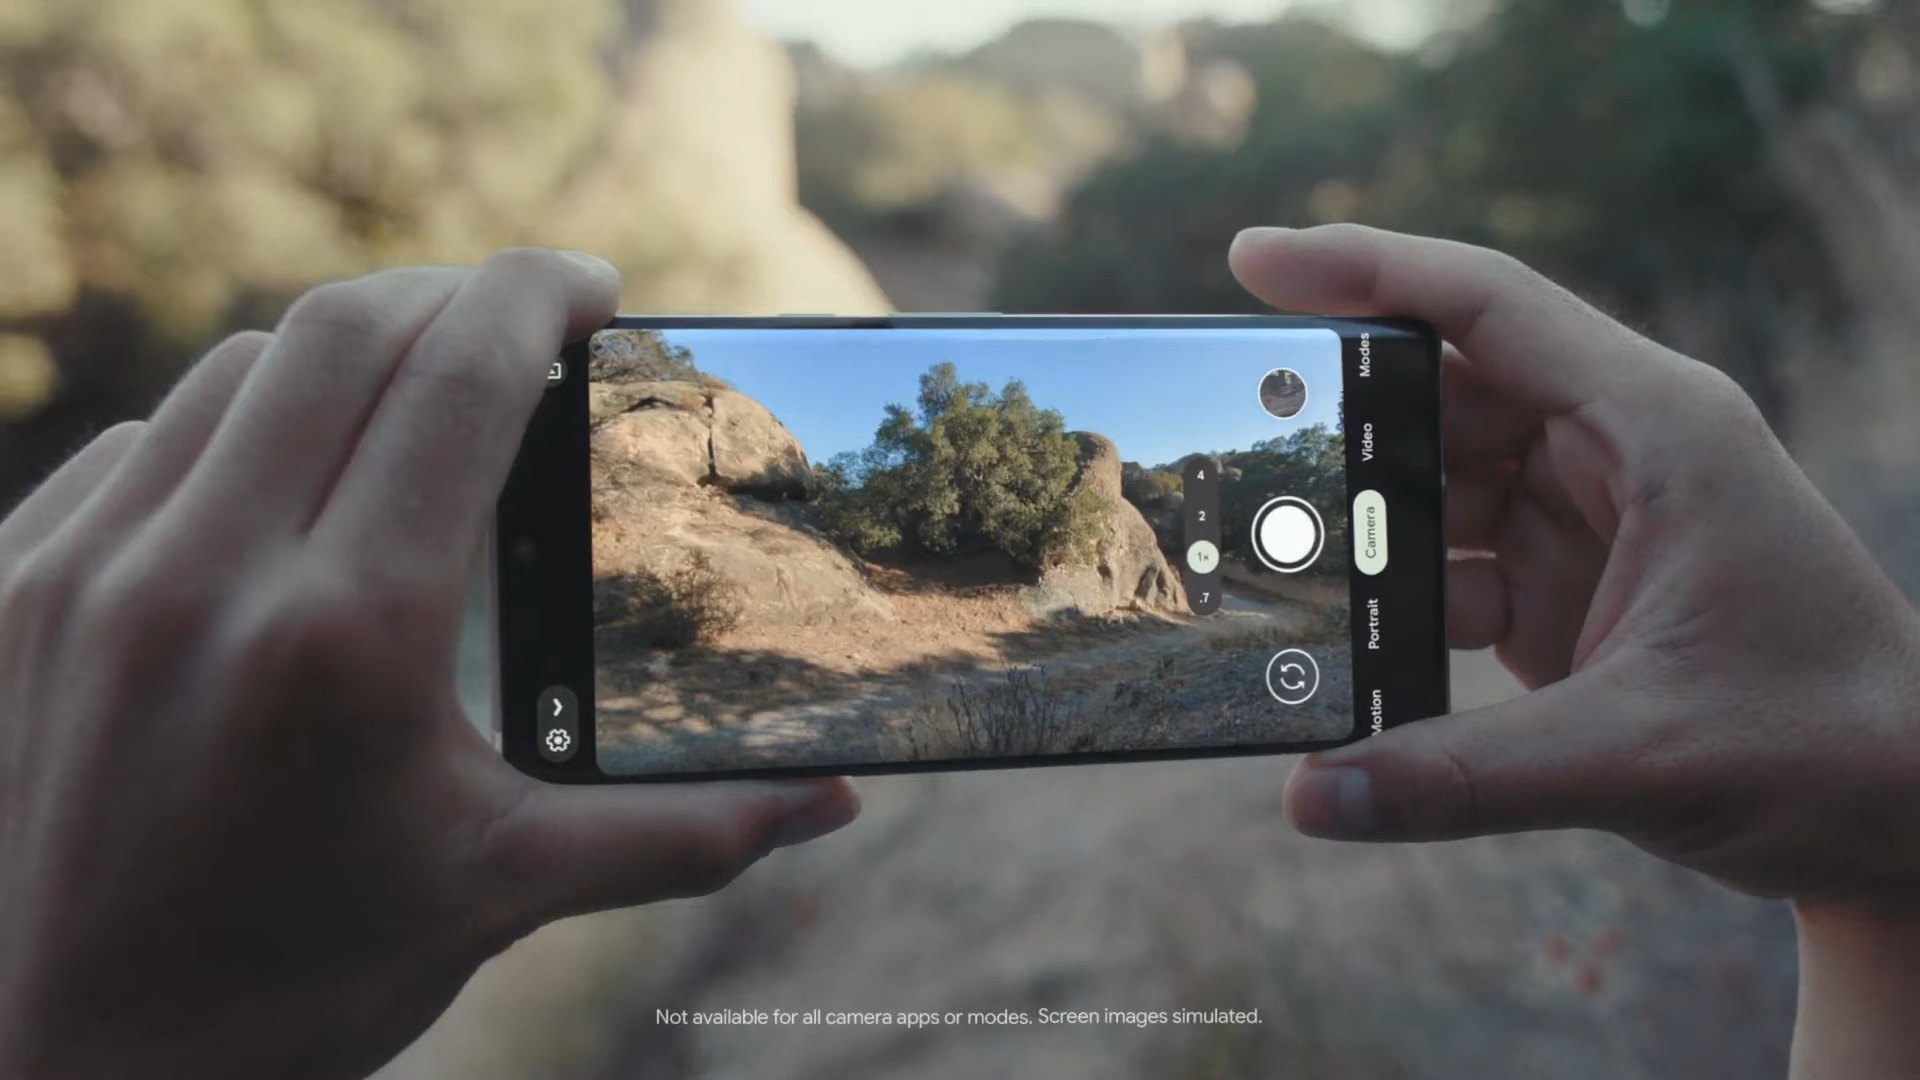 Modes
Video
Camera
Portrait
Motion
4
2
1×
.7
Not available for all camera apps or modes. Screen images simulated.